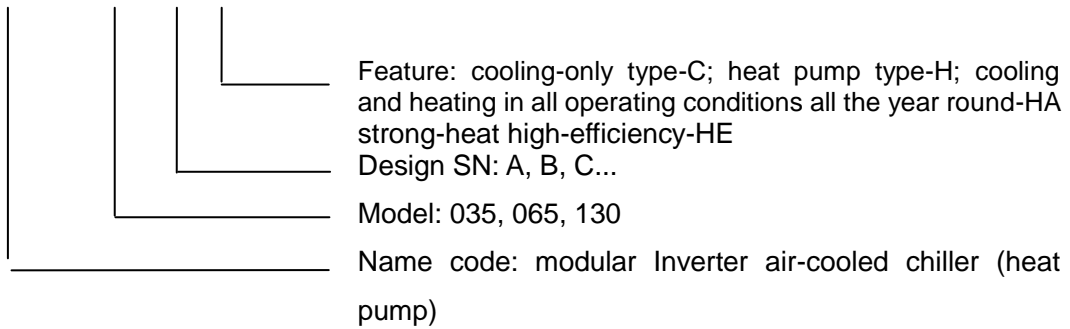 Feature: cooling-only type-C; heat pump type-H; cooling
and heating in all operating conditions all the year round-HA
strong-heat high-efficiency-HE
Design SN: A, B, C...
Model: 035, 065, 130
Name code: modular Inverter air-cooled chiller (heat
pump)